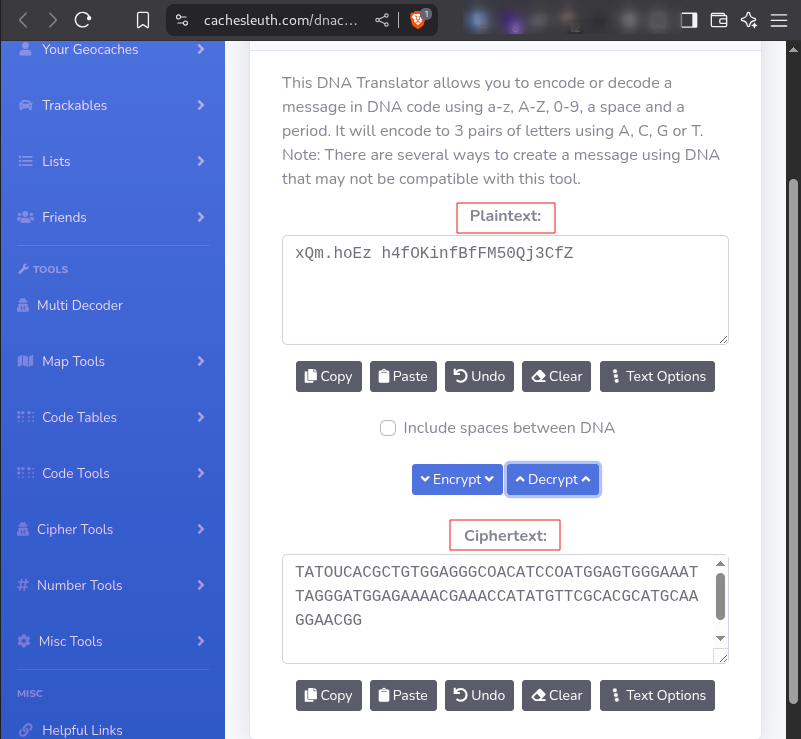 cachesleuth.com/dnac...
1
Your Geocaches
Trackables
Lists
Friends
TOOLS
Multi Decoder
Map Tools
Code Tables
Code Tools
Cipher Tools
Number Tools
Misc Tools
MISC
Helpful Links
This DNA Translator allows you to encode or decode a
message in DNA code using a-z, A-Z, 0-9, a space and a
period. It will encode to 3 pairs of letters using A, C, G or T.
Note: There are several ways to create a message using DNA
that may not be compatible with this tool.
Plaintext:
xQm.hoEz h4fOKinfBfFM50Qj3CfZ
Copy Paste Undo Clear Text Options
Include spaces between DNA
Encrypt Decrypt
Ciphertext:
TATOUCACGCTGTGGAGGGCOACATCCOATGGAGTGGGAAAT
TAGGGATGGAGAAAACGAAACCATATGTTCGCACGCATGCAA
GGAACGG
Copy Paste Undo Clear Text Options